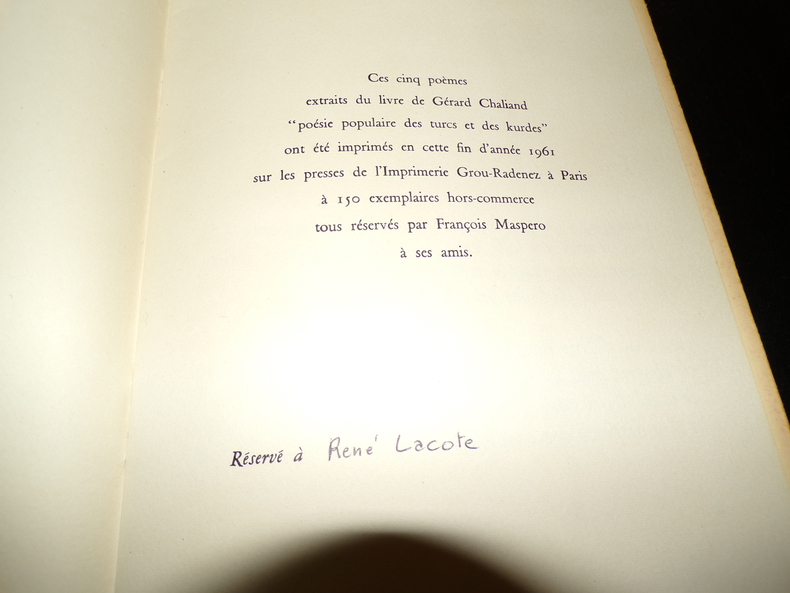 Ces cinq poèmes
extraits du livre de Gérard Chaliand
“poésie populaire des turcs et des kurdes”
ont été imprimés en cette fin d’année 1961
sur les presses de l’Imprimerie Grou-Radenez à Paris
à 150 exemplaires hors-commerce
tous réservés par François Maspero
à ses amis.
Réservé à René Lacote